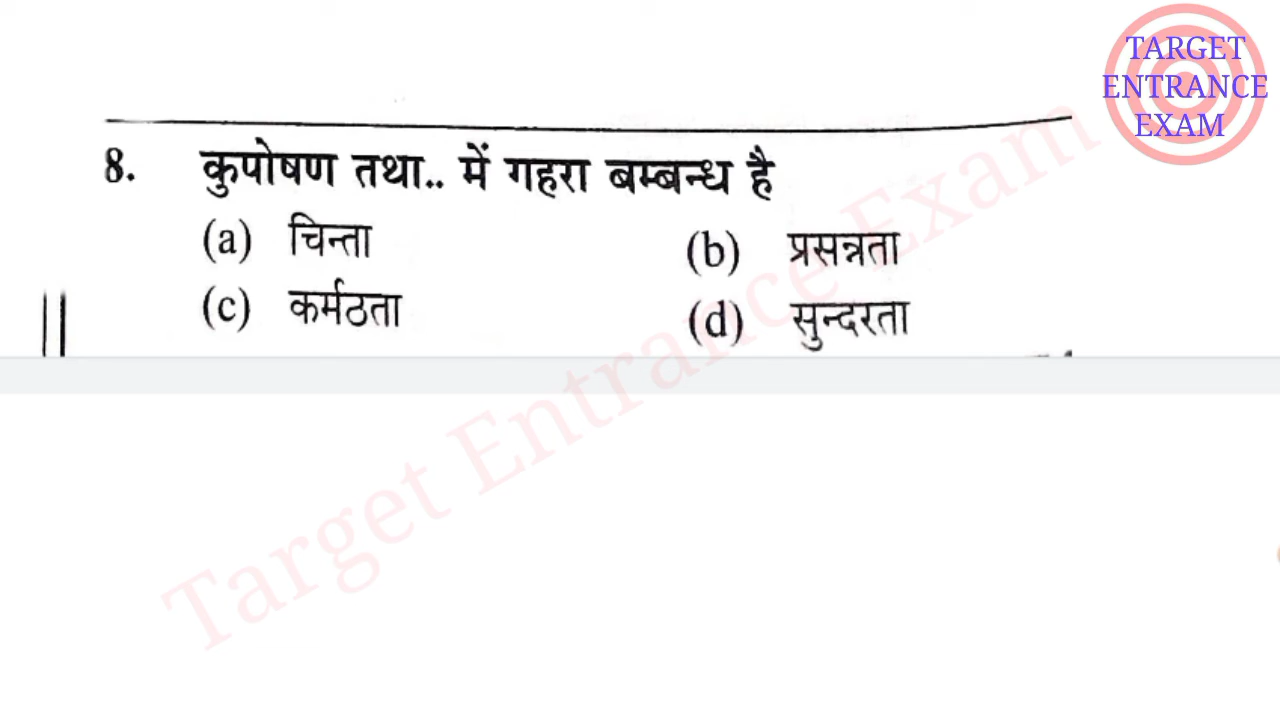 TARGET
ENTRANCE
EXAM
8. कुपोषण तथा.. में गहरा बम्बन्ध है
(a) चिन्ता (b) प्रसन्नता
(c) कर्मठता (d) सुन्दरता
Target Entrance Exam